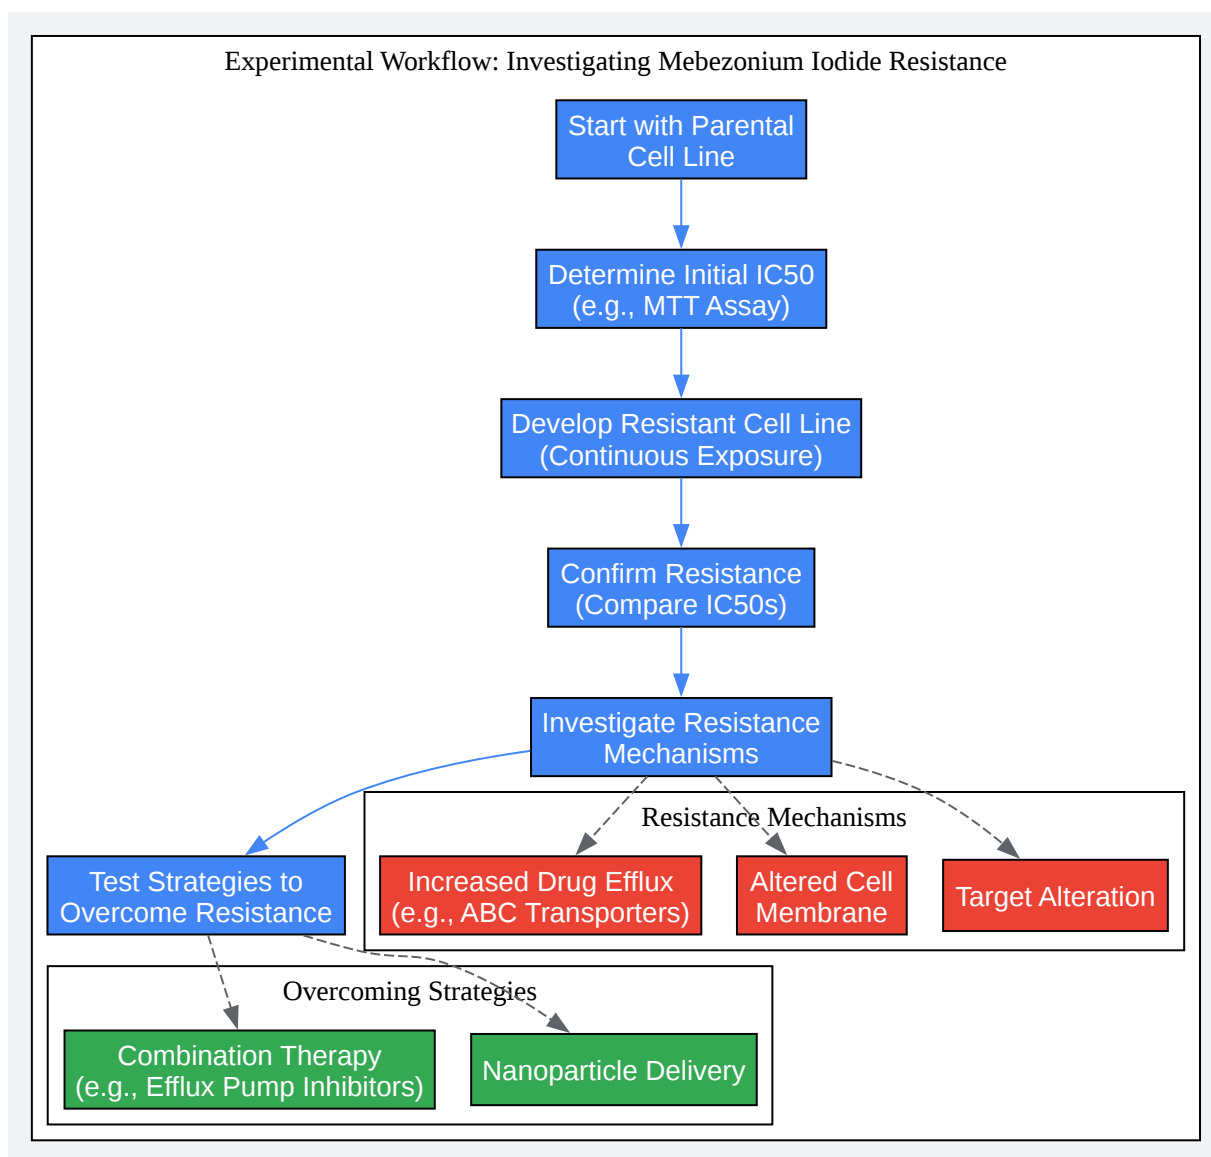 Experimental Workflow: Investigating Mebezonium Iodide Resistance
Start with Parental
Cell Line
Determine Initial IC50
(e.g., MTT Assay)
Develop Resistant Cell Line
(Continuous Exposure)
Confirm Resistance
(Compare IC50s)
Investigate Resistance
Mechanisms
Resistance Mechanisms
Test Strategies to
Overcome Resistance
Increased Drug Efflux
(e.g., ABC Transporters)
Altered Cell
Membrane
Target Alteration
Overcoming Strategies
Combination Therapy
(e.g., Efflux Pump Inhibitors)
Nanoparticle Delivery